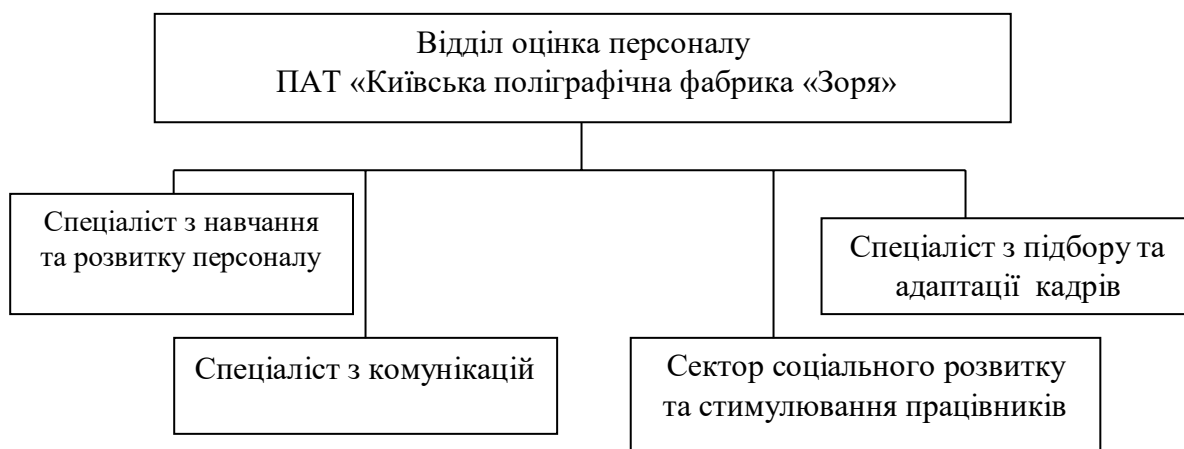 Відділ оцінка персоналу
ПАТ «Київська поліграфічна фабрика «Зоря»
Спеціаліст з навчання
та розвитку персоналу
Спеціаліст з підбору та
адаптації кадрів
Спеціаліст з комунікацій
Сектор соціального розвитку
та стимулювання працівників